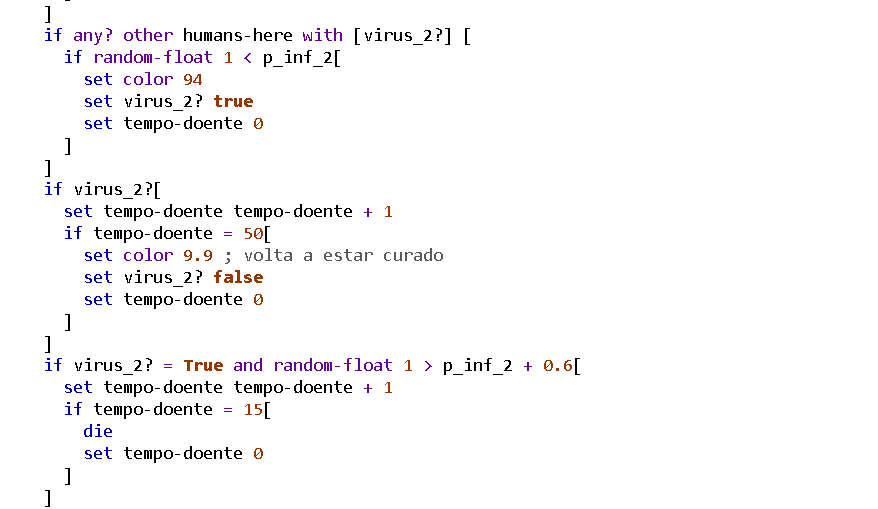 ]
if any? other humans-here with [virus_2?] [
if random-float 1 < p_inf_2[
set color 94
set virus_2? true
set tempo-doente 0
]
]
if virus_2?[
set tempo-doente tempo-doente + 1
if tempo-doente = 50[
set color 9.9 ; volta a estar curado
set virus_2? false
set tempo-doente 0
]
]
if virus_2? = True and random-float 1 > p_inf_2 + 0.6[
set tempo-doente tempo-doente + 1
if tempo-doente = 15[
die
set tempo-doente 0
]
]